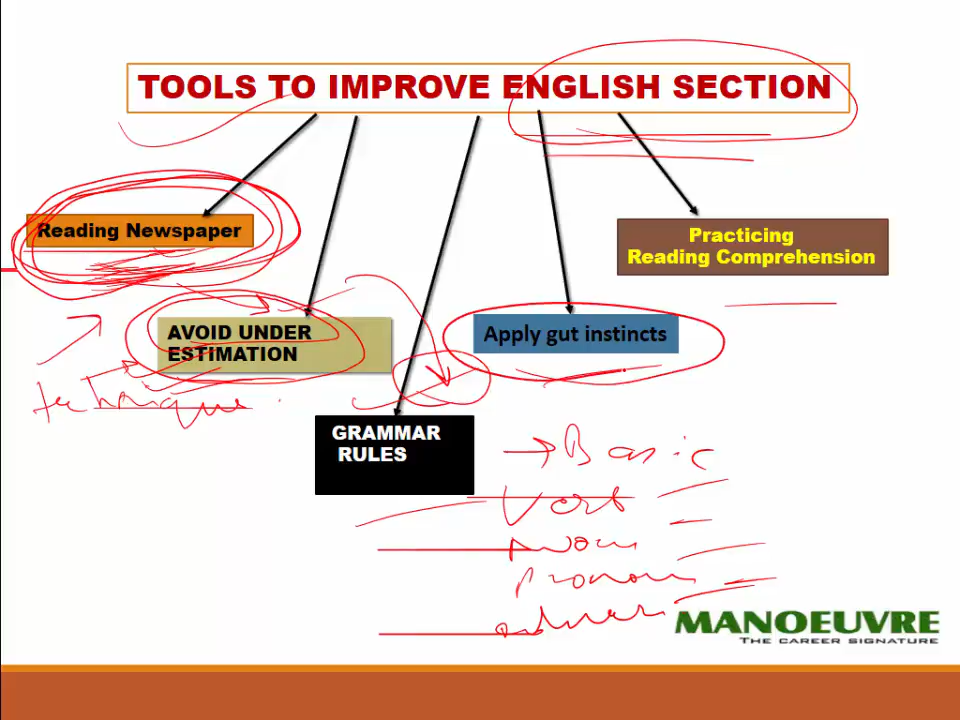 TOOLS TO IMPROVE ENGLISH SECTION
Reading Newspaper
Practicing
Reading Comprehension
AVOID UNDER
ESTIMATION
Apply gut instincts
technique
GRAMMAR
RULES
Basic
Verb
Noun
Pronoun
MANOEUVRE
THE CAREER SIGNATURE